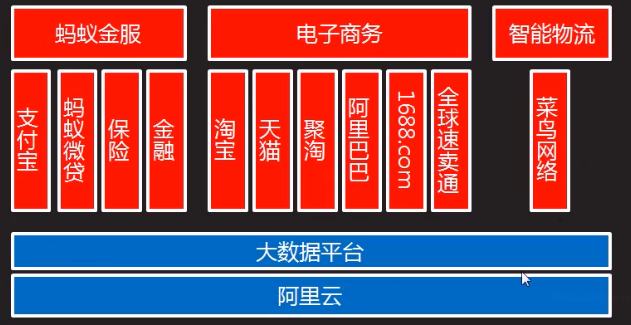 蚂蚁金服
电子商务
智能物流
支付宝
蚂蚁微贷
保险
金融
淘宝
天猫
聚淘
阿里巴巴
1688.com
全球速卖通
菜鸟网络
大数据平台
阿里云